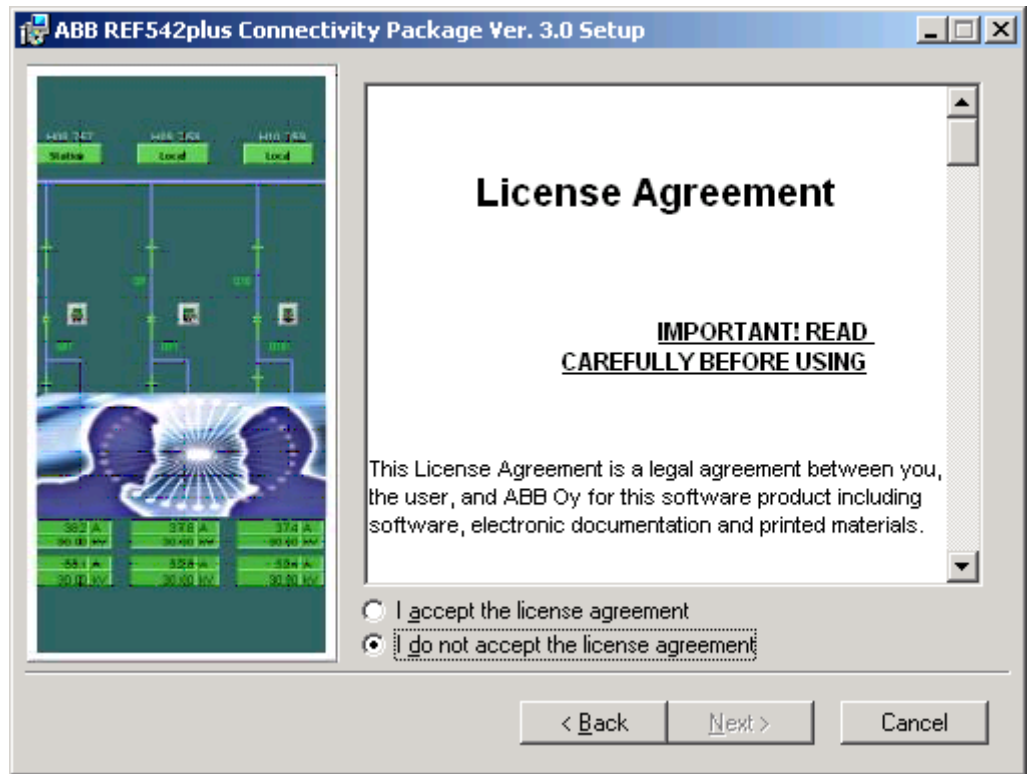 ABB REF542plus Connectivity Package Ver. 3.0 Setup
Status Local Local
License Agreement
IMPORTANT! READ
CAREFULLY BEFORE USING
This License Agreement is a legal agreement between you,
the user, and ABB Oy for this software product including
software, electronic documentation and printed materials.
I accept the license agreement
I do not accept the license agreement
< Back Next > Cancel